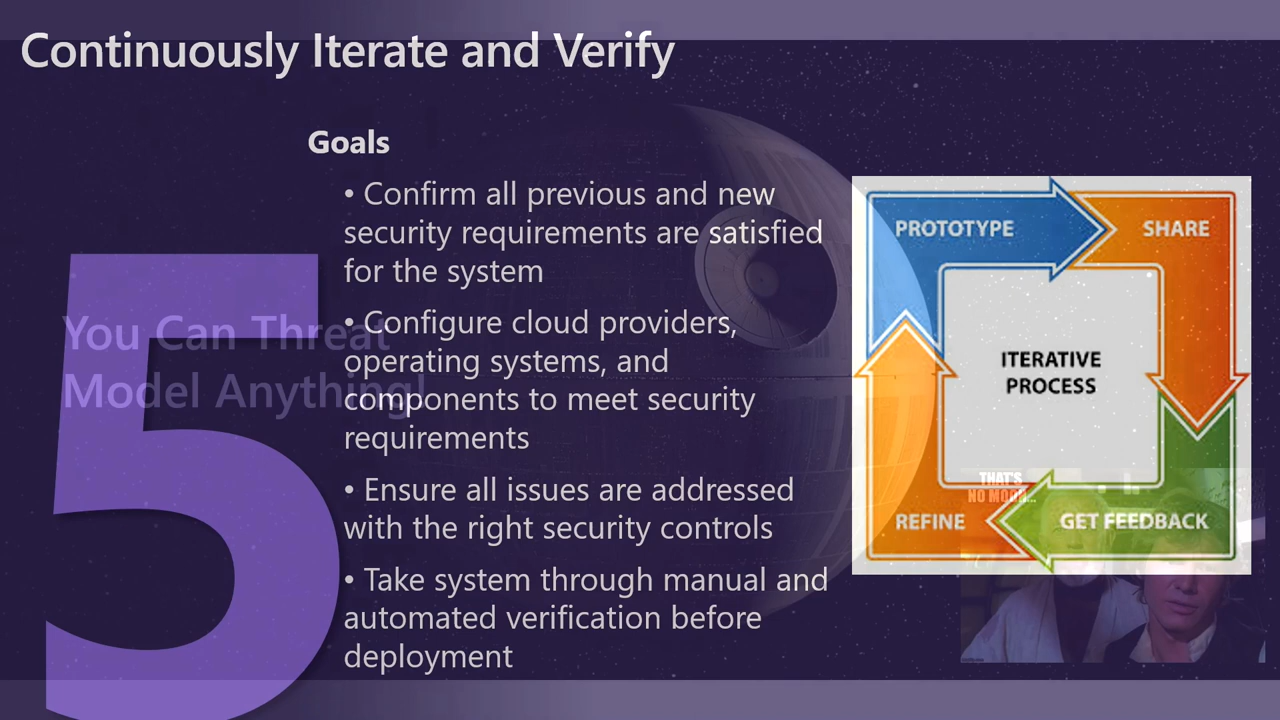 Continuously Iterate and Verify
Goals
• Confirm all previous and new
security requirements are satisfied
for the system
• Configure cloud providers,
operating systems, and
components to meet security
requirements
• Ensure all issues are addressed
with the right security controls
• Take system through manual and
automated verification before
deployment
5
You Can Threat
Model Anything!
PROTOTYPE
SHARE
ITERATIVE
PROCESS
REFINE
GET FEEDBACK
THAT'S
NO MOON...